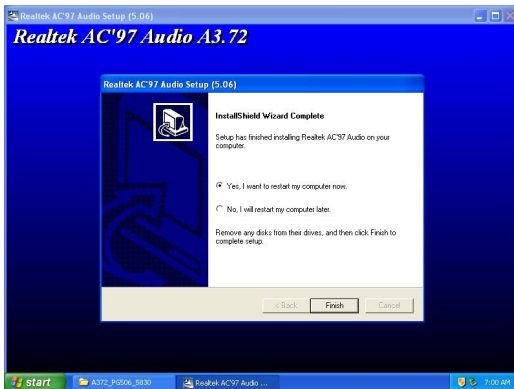 Realtek AC'97 Audio Setup (5.06)
Realtek AC'97 Audio A3.72
Realtek AC'97 Audio Setup (5.06)
InstallShield Wizard Complete
Setup has finished installing Realtek AC'97 Audio on your
computer.
Yes, I want to restart my computer now.
No, I will restart my computer later.
Remove any disks from their drives, and then click Finish to
complete setup.
< Back
Finish
Cancel
start
A372_PG506_5830
Realtek AC'97 Audio ...
7:00 AM